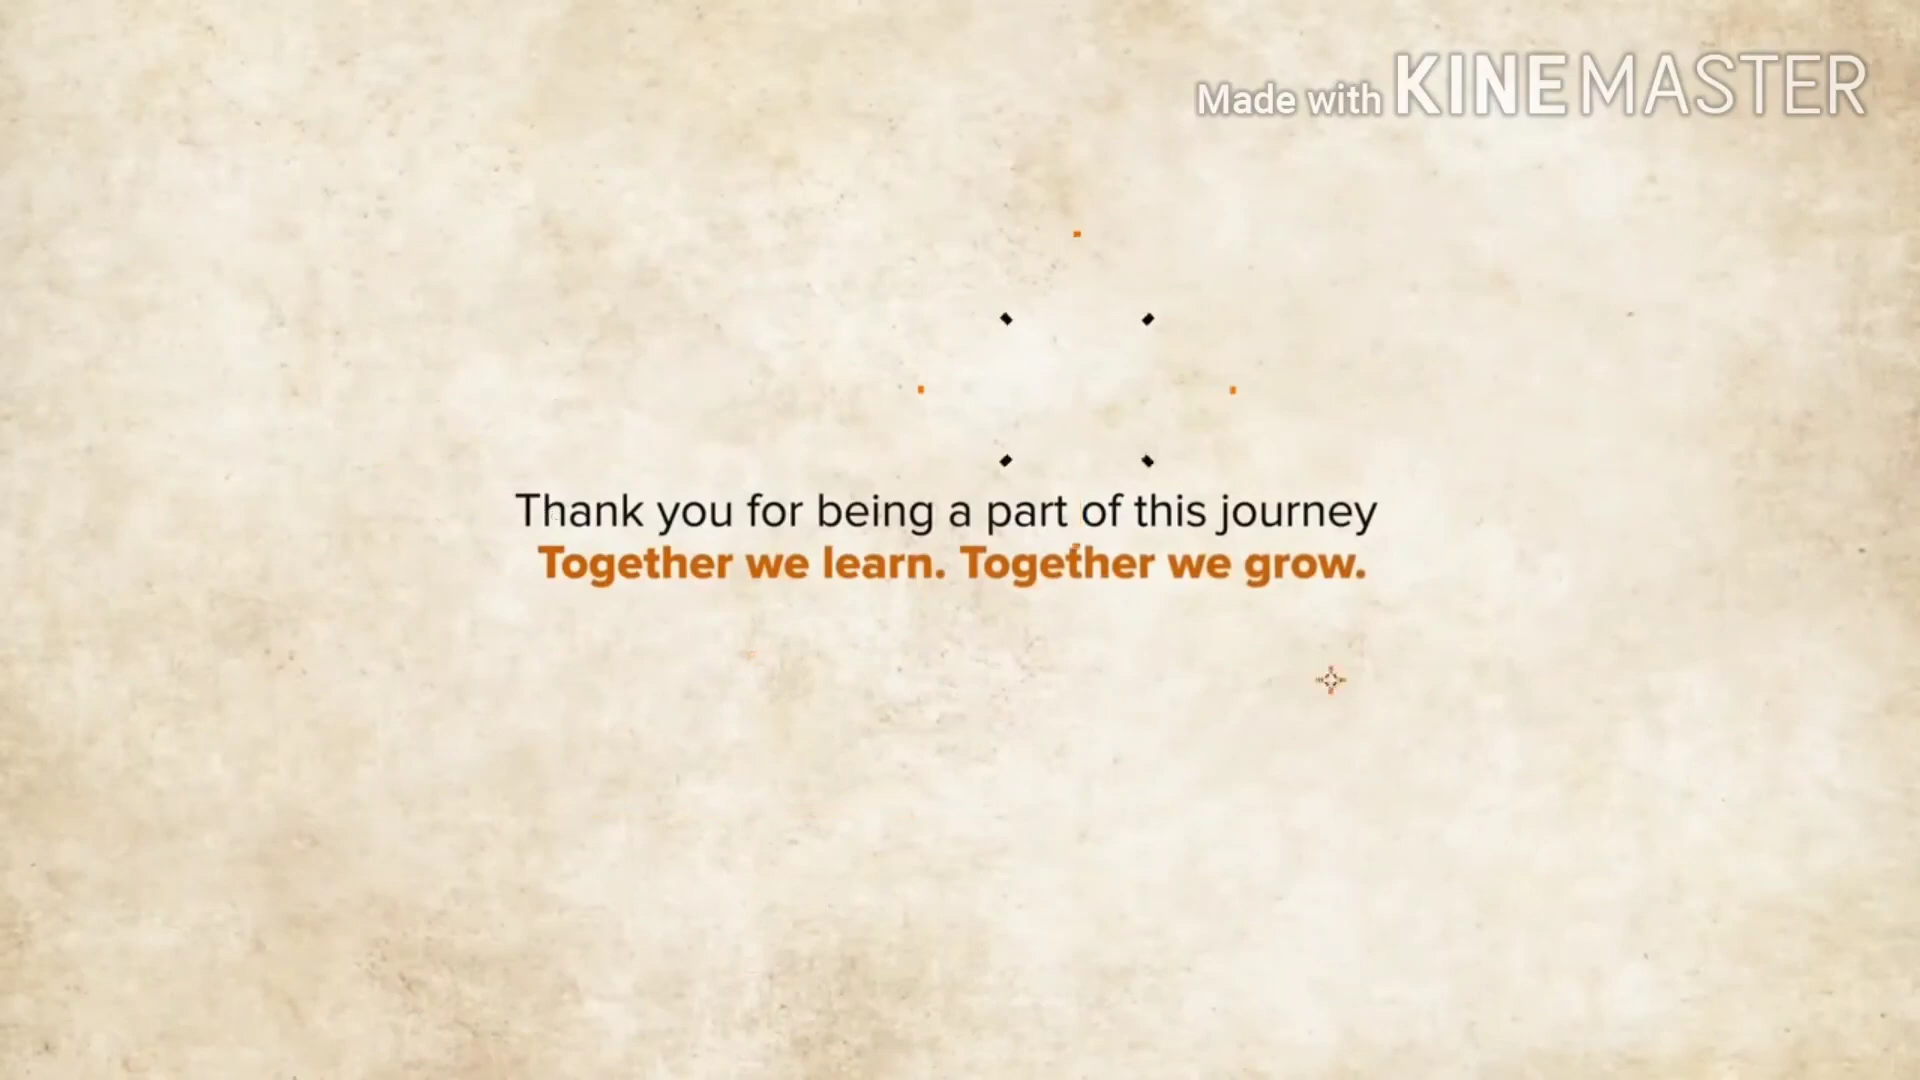 Made with KINEMASTER
Thank you for being a part of this journey
Together we learn. Together we grow.